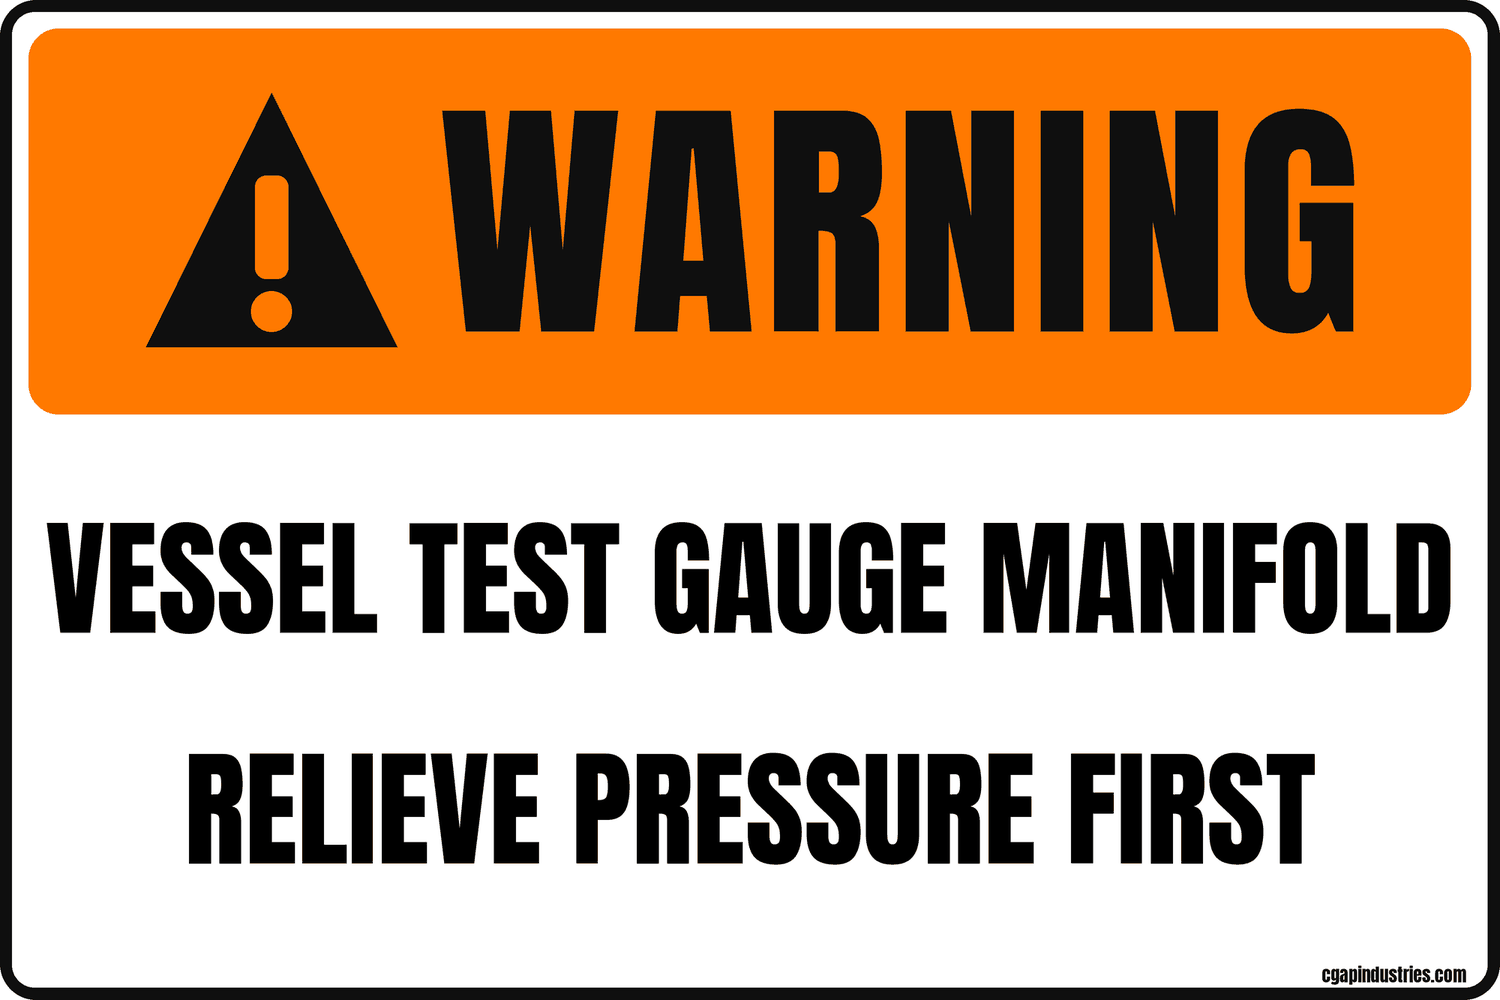 WARNING
VESSEL TEST GAUGE MANIFOLD
RELIEVE PRESSURE FIRST
cgapindustries.com